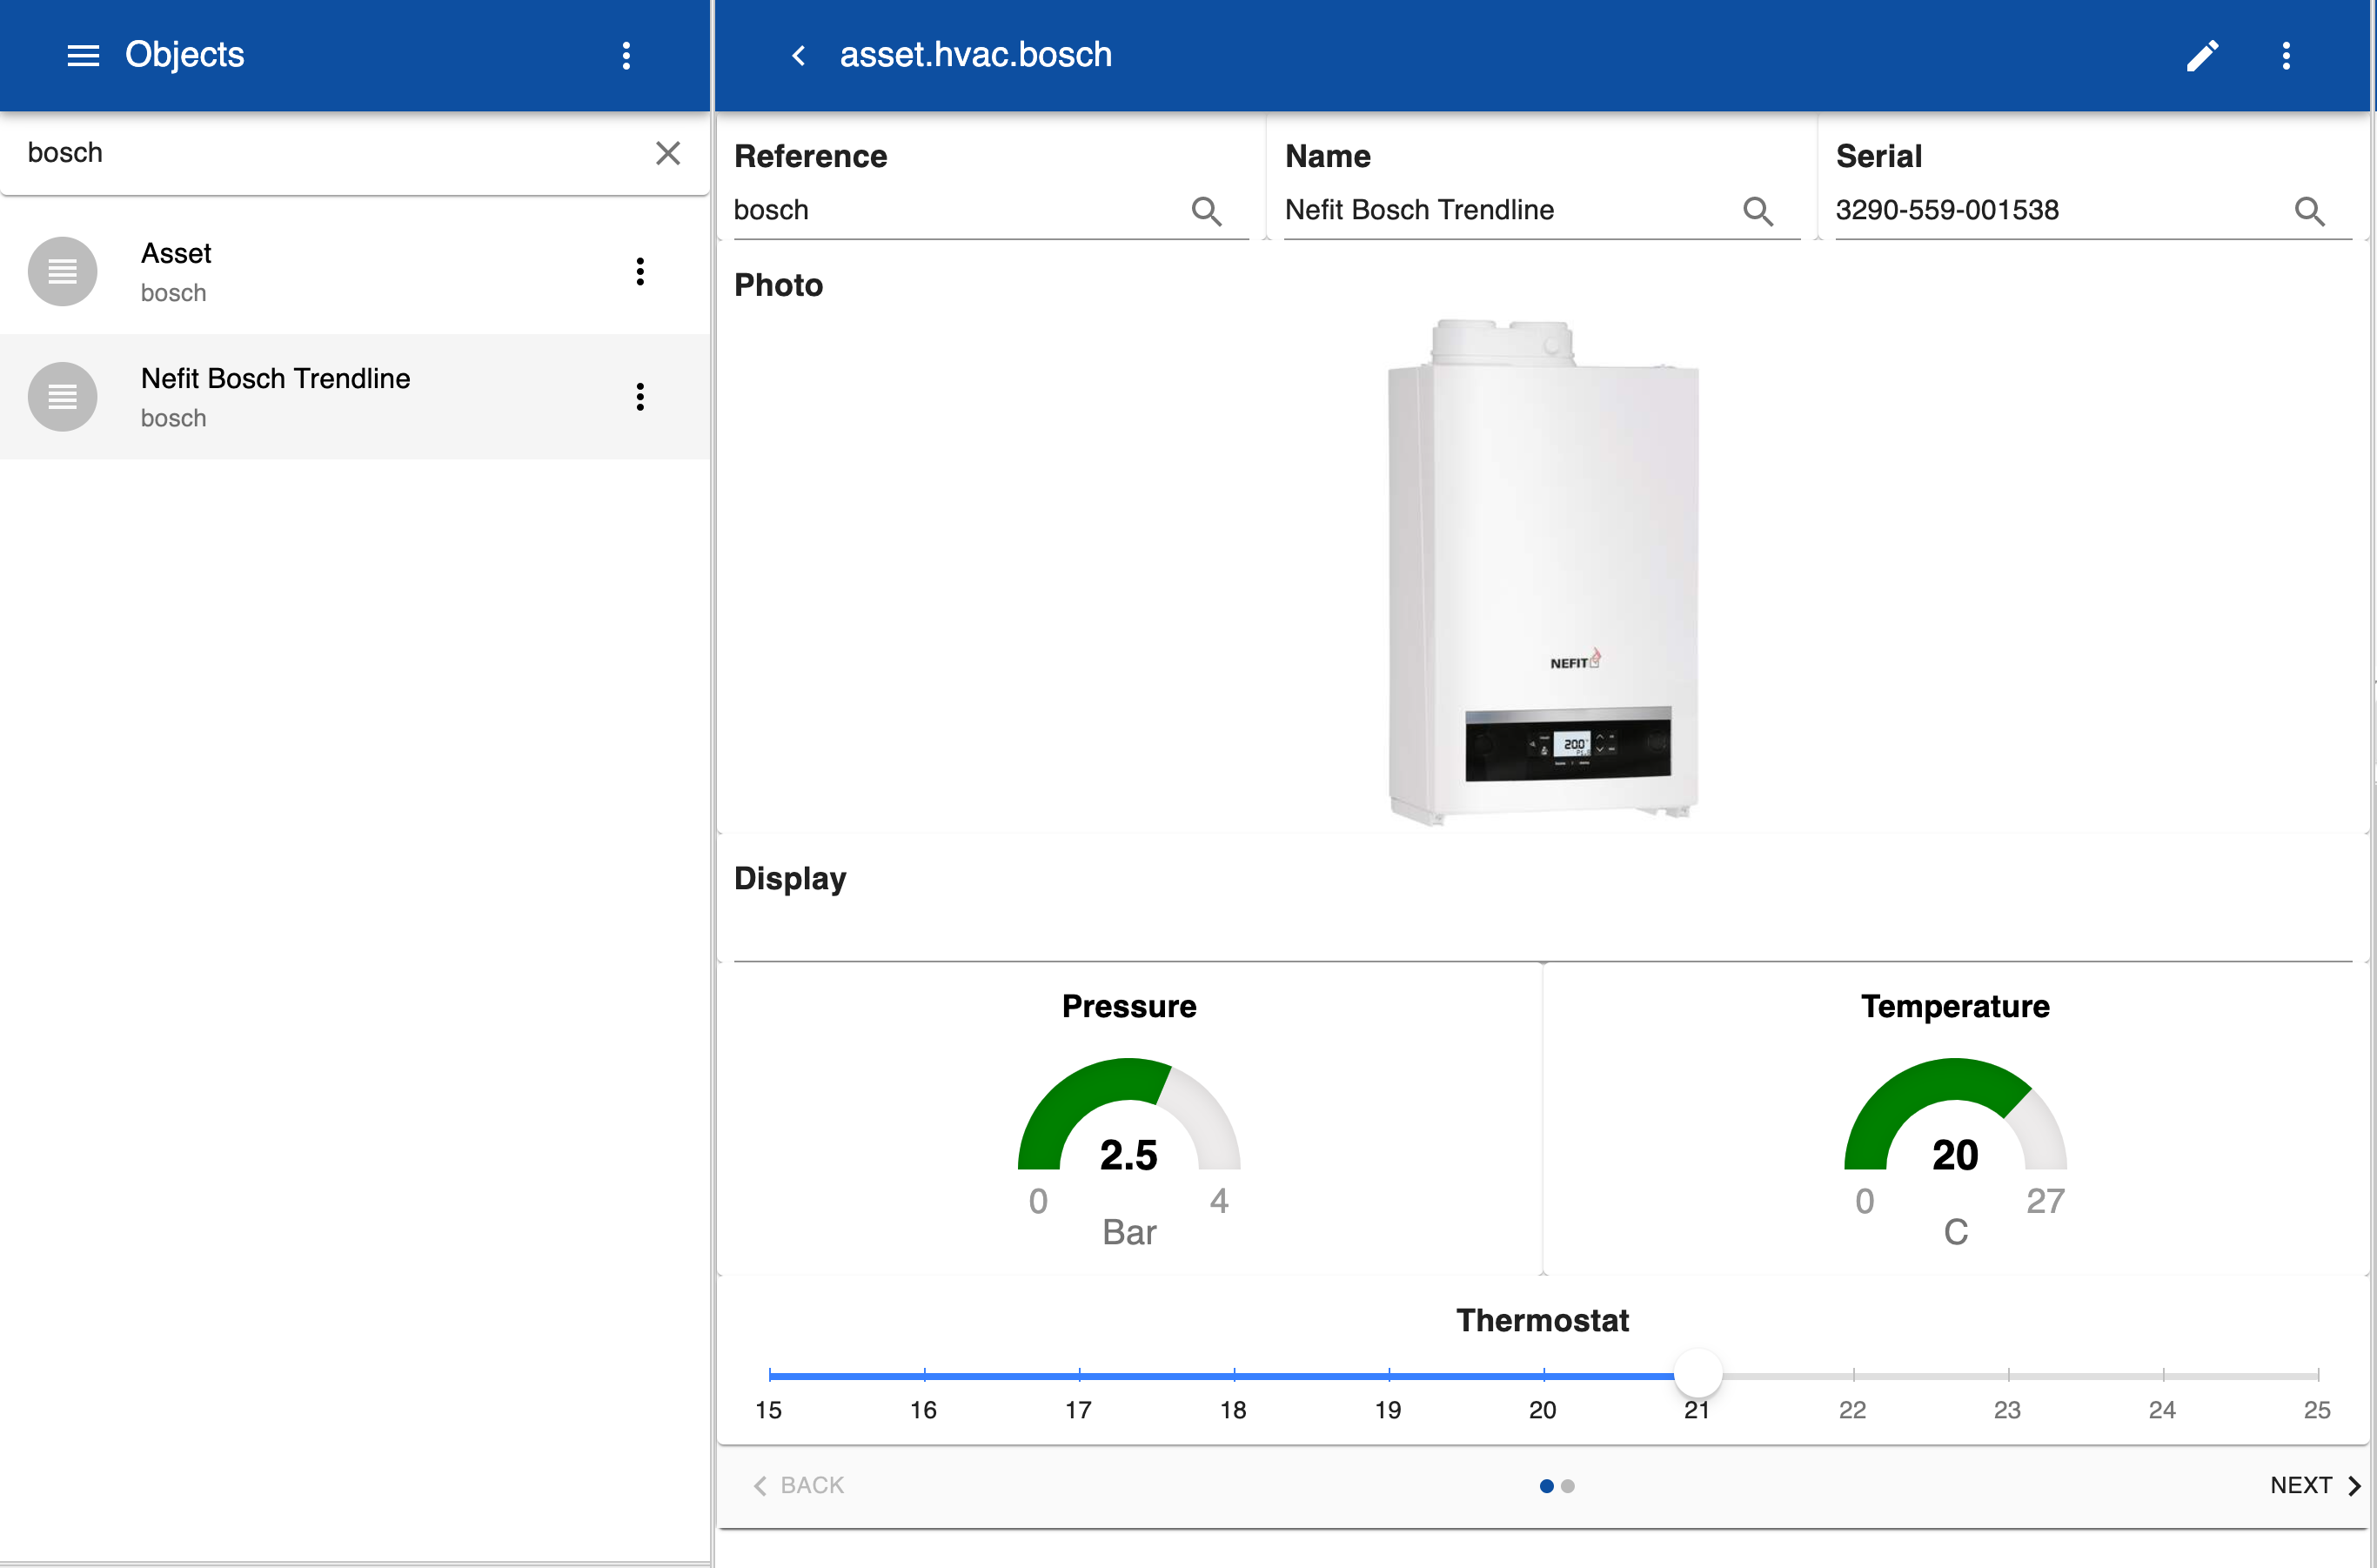 Objects
bosch
Asset
bosch
Nefit Bosch Trendline
bosch
asset.hvac.bosch
Reference
bosch
Name
Nefit Bosch Trendline
Serial
3290-559-001538
Photo
NEFIT
20.0
Display
Pressure
2.5
0 4
Bar
Temperature
20
0 27
C
Thermostat
15 16 17 18 19 20 21 22 23 24 25
BACK
NEXT